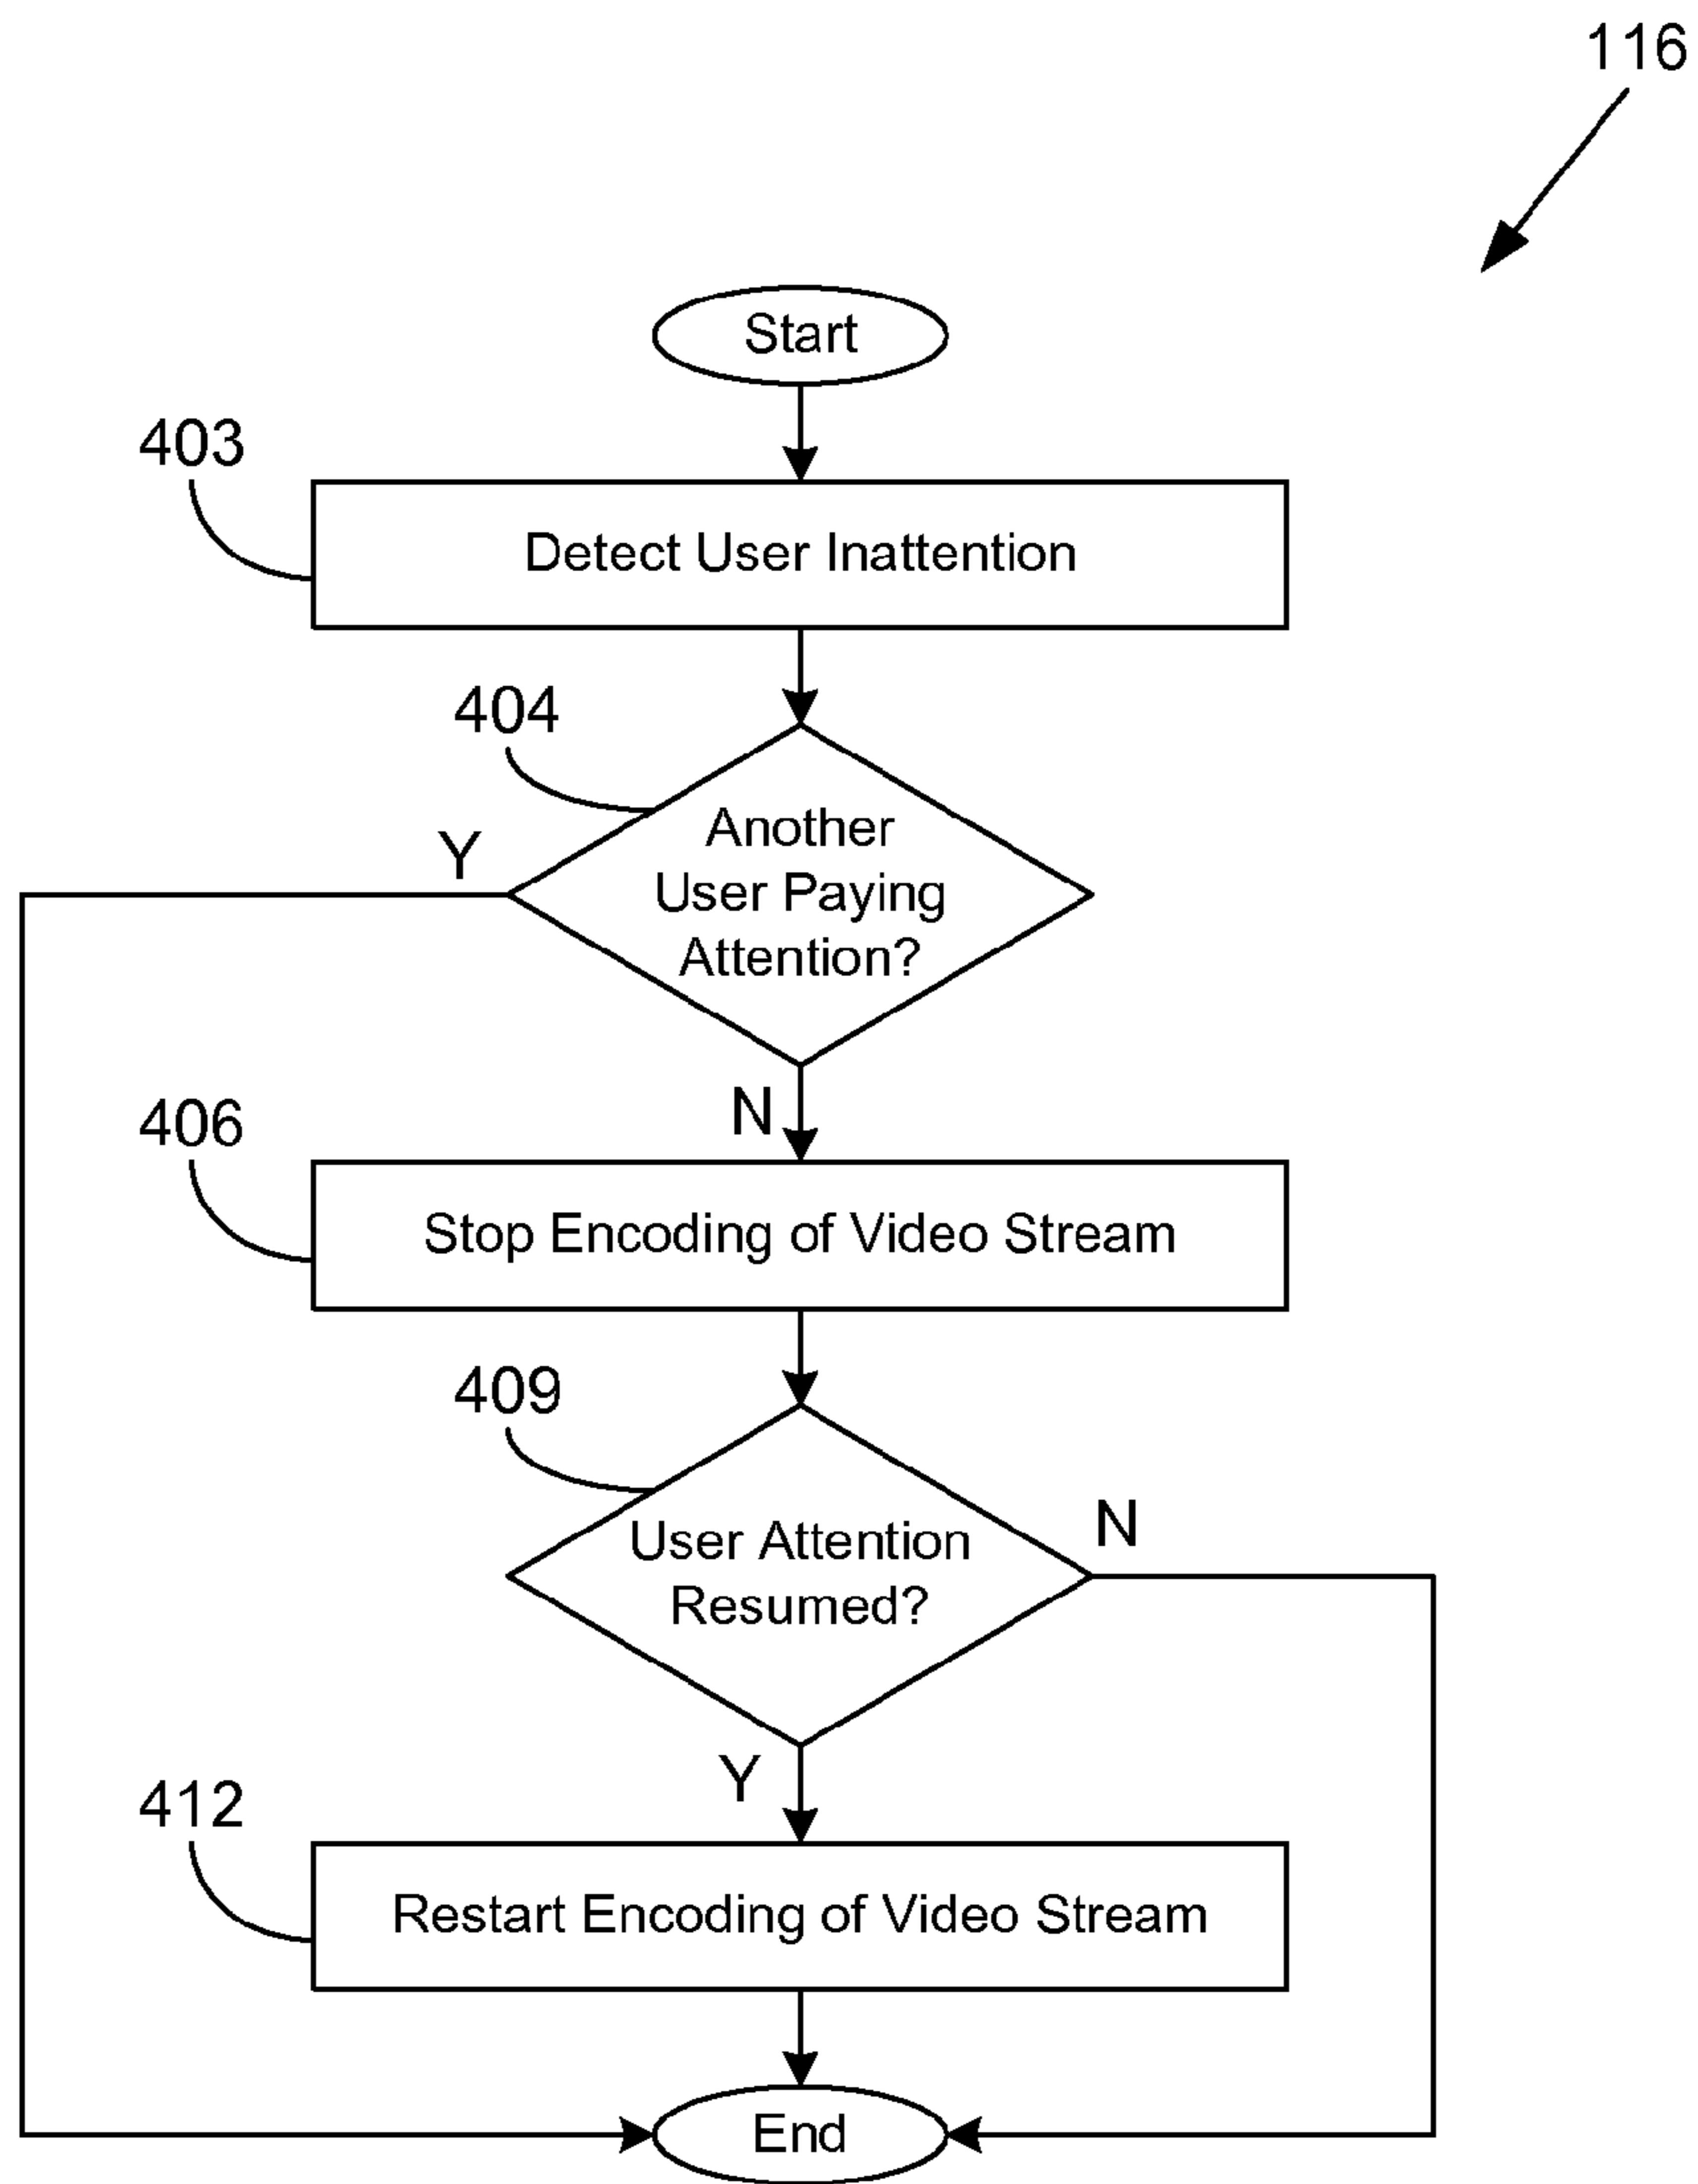 116
Start
403
Detect User Inattention
404
Another
User Paying
Attention?
Y
N
406
Stop Encoding of Video Stream
409
User Attention
Resumed?
N
Y
412
Restart Encoding of Video Stream
End